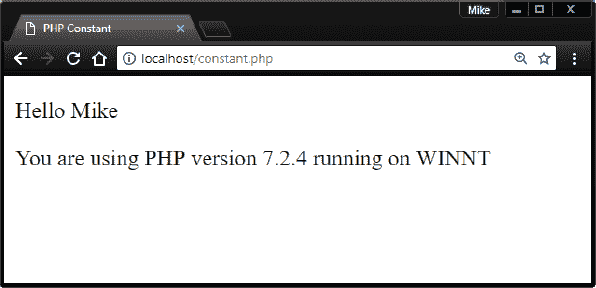 Mike
PHP Constant
localhost/constant.php
Hello Mike
You are using PHP version 7.2.4 running on WINNT